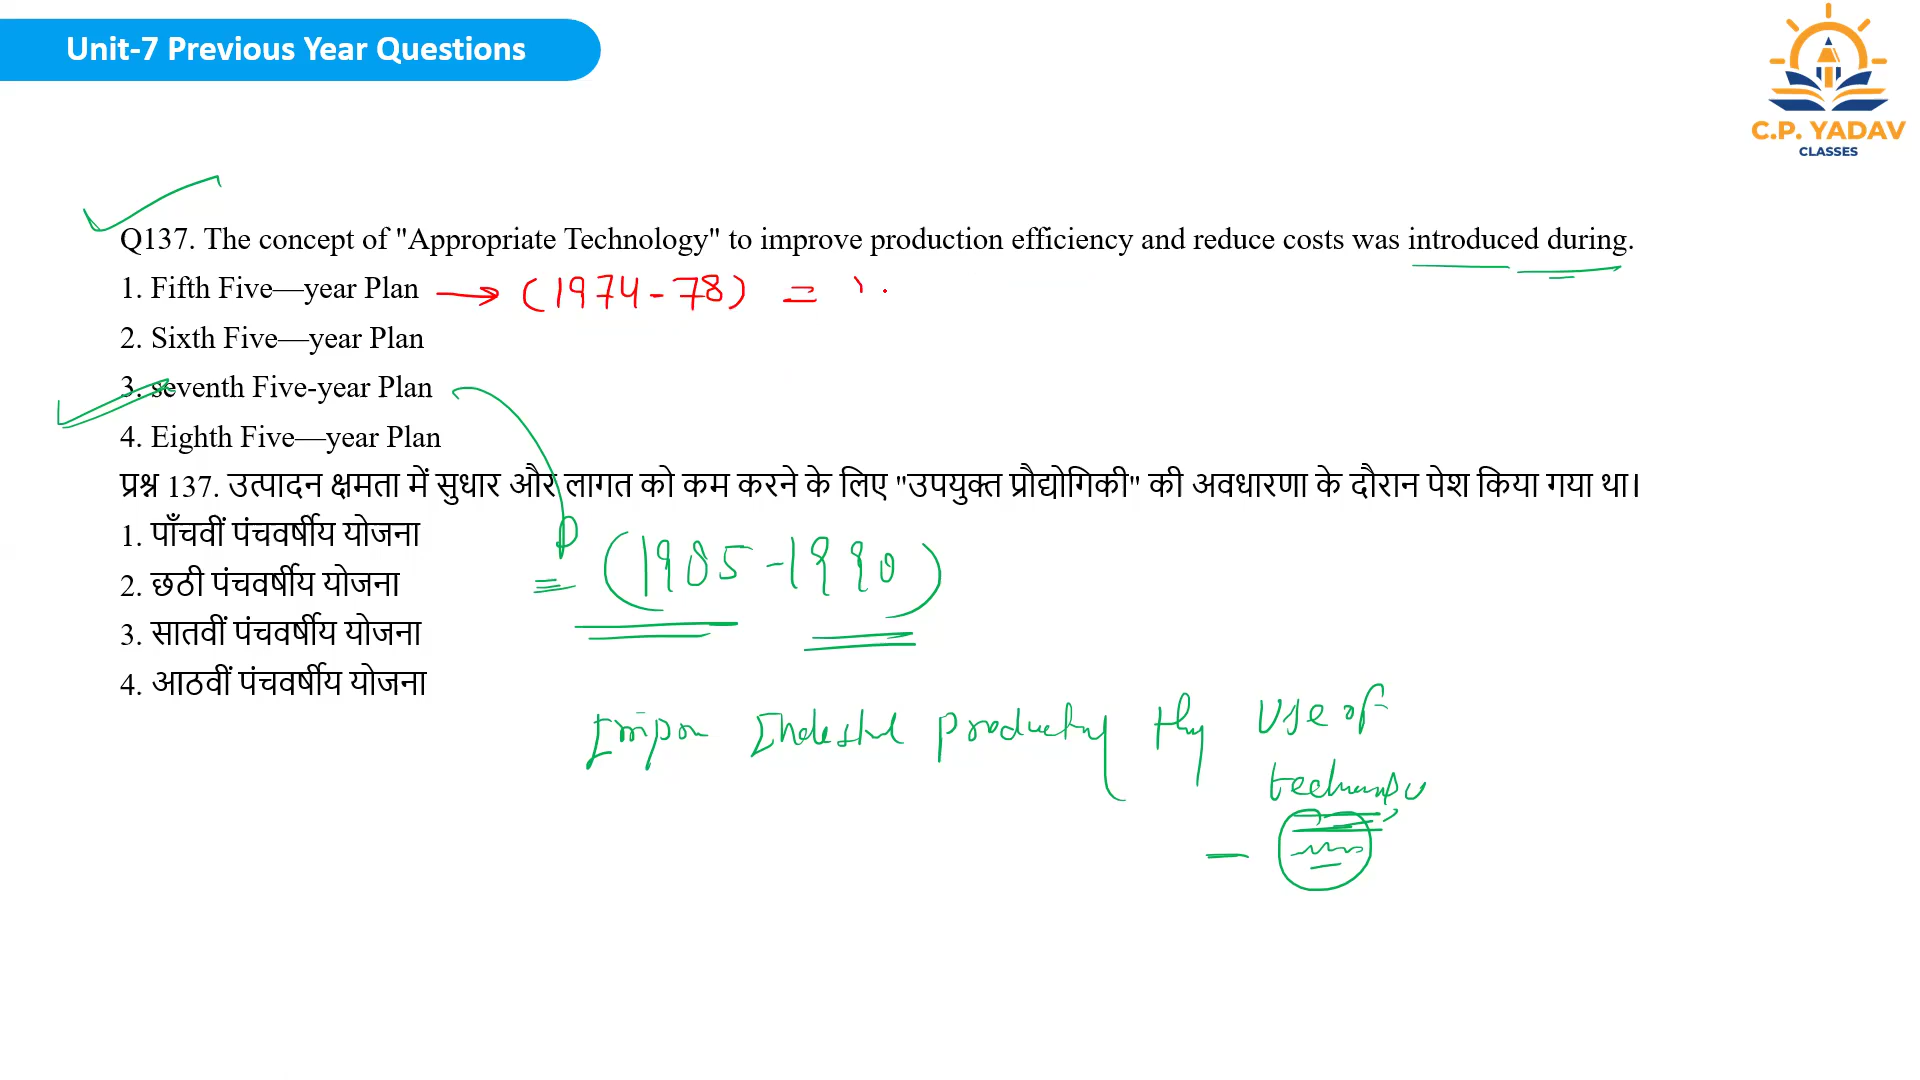 Unit-7 Previous Year Questions
C.P. YADAV
CLASSES
Q137. The concept of "Appropriate Technology" to improve production efficiency and reduce costs was introduced during.
1. Fifth Five—year Plan → (1974-78) =
2. Sixth Five—year Plan
3. seventh Five-year Plan
4. Eighth Five—year Plan
प्रश्न 137. उत्पादन क्षमता में सुधार और लागत को कम करने के लिए "उपयुक्त प्रौद्योगिकी" की अवधारणा के दौरान पेश किया गया था।
1. पाँचवीं पंचवर्षीय योजना
2. छठी पंचवर्षीय योजना
3. सातवीं पंचवर्षीय योजना
4. आठवीं पंचवर्षीय योजना
= (1985-1990)
Use of